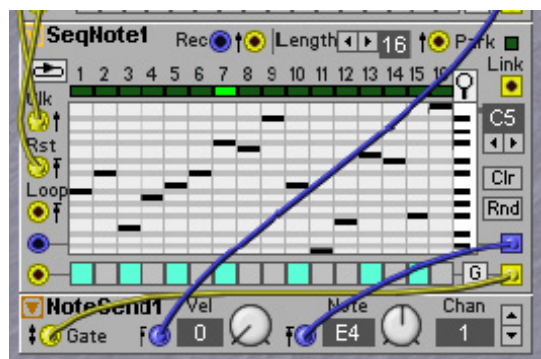 SeqNote1 Rec Length 16 Park
Link
1 2 3 4 5 6 7 8 9 10 11 12 13 14 15 16
Clk
C5
Rst
Clr
Loop
Rnd
G
NoteSend1 Vel Note Chan
Gate 0 E4 1